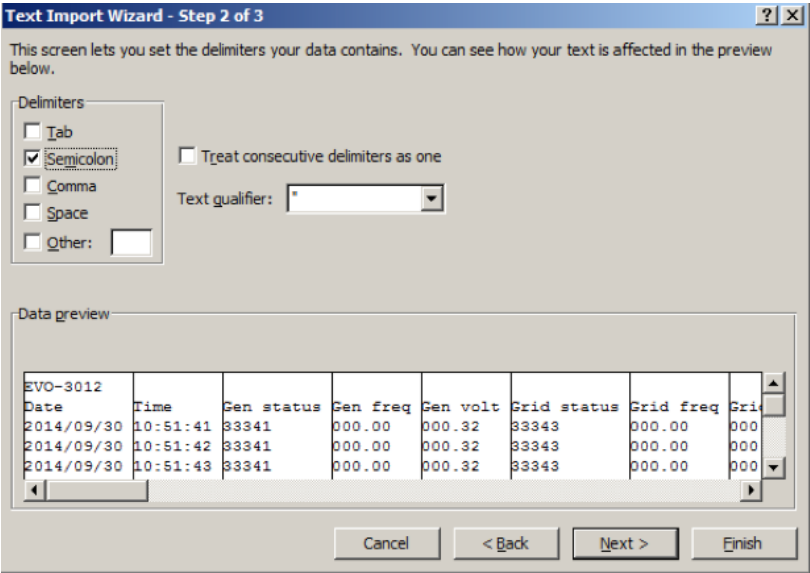 Text Import Wizard - Step 2 of 3
This screen lets you set the delimiters your data contains.  You can see how your text is affected in the preview
below.
Delimiters
Tab
Semicolon
Comma
Space
Other:
Treat consecutive delimiters as one
Text qualifier: "
Data preview
EVO-3012
Date Time Gen status Gen freq Gen volt Grid status Grid freq Grid
2014/09/30 10:51:41 33341 000.00 000.32 33343 000.00 000
2014/09/30 10:51:42 33341 000.00 000.32 33343 000.00 000
2014/09/30 10:51:43 33341 000.00 000.32 33343 000.00 000
Cancel < Back Next > Finish